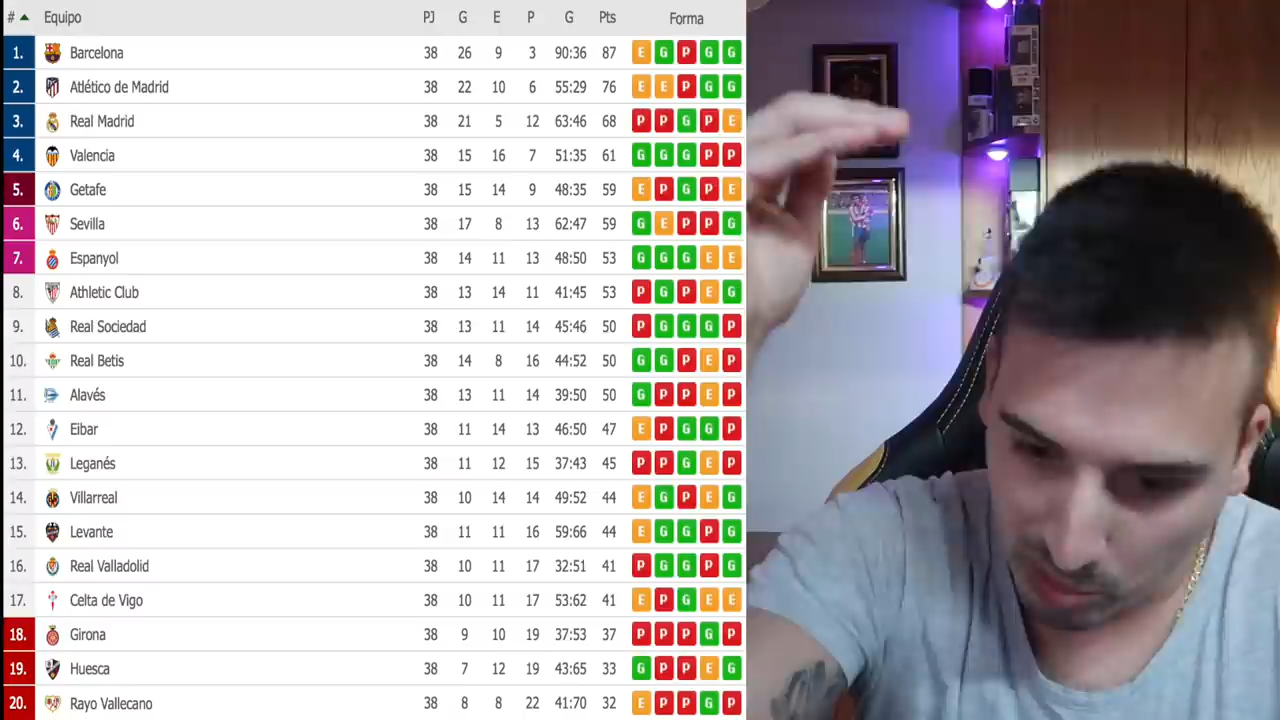 # Equipo PJ G E P G Pts Forma
1. Barcelona 38 26 9 3 90:36 87 E G P G G
2. Atlético de Madrid 38 22 10 6 55:29 76 E E P G G
3. Real Madrid 38 21 5 12 63:46 68 P P G P E
4. Valencia 38 15 16 7 51:35 61 G G G P P
5. Getafe 38 15 14 9 48:35 59 E P G P E
6. Sevilla 38 17 8 13 62:47 59 G E P P G
7. Espanyol 38 14 11 13 48:50 53 G G G E E
8. Athletic Club 38 13 14 11 41:45 53 P G P E G
9. Real Sociedad 38 13 11 14 45:46 50 P G G G P
10. Real Betis 38 14 8 16 44:52 50 G G P E P
11. Alavés 38 13 11 14 39:50 50 G P P E P
12. Eibar 38 11 14 13 46:50 47 E P G G P
13. Leganés 38 11 12 15 37:43 45 P P G E P
14. Villarreal 38 10 14 14 49:52 44 E G P E G
15. Levante 38 11 11 16 59:66 44 E G G P G
16. Real Valladolid 38 10 11 17 32:51 41 P G G P G
17. Celta de Vigo 38 10 11 17 53:62 41 E P G E E
18. Girona 38 9 10 19 37:53 37 P P P G P
19. Huesca 38 7 12 19 43:65 33 G P P E G
20. Rayo Vallecano 38 8 8 22 41:70 32 E P P G P